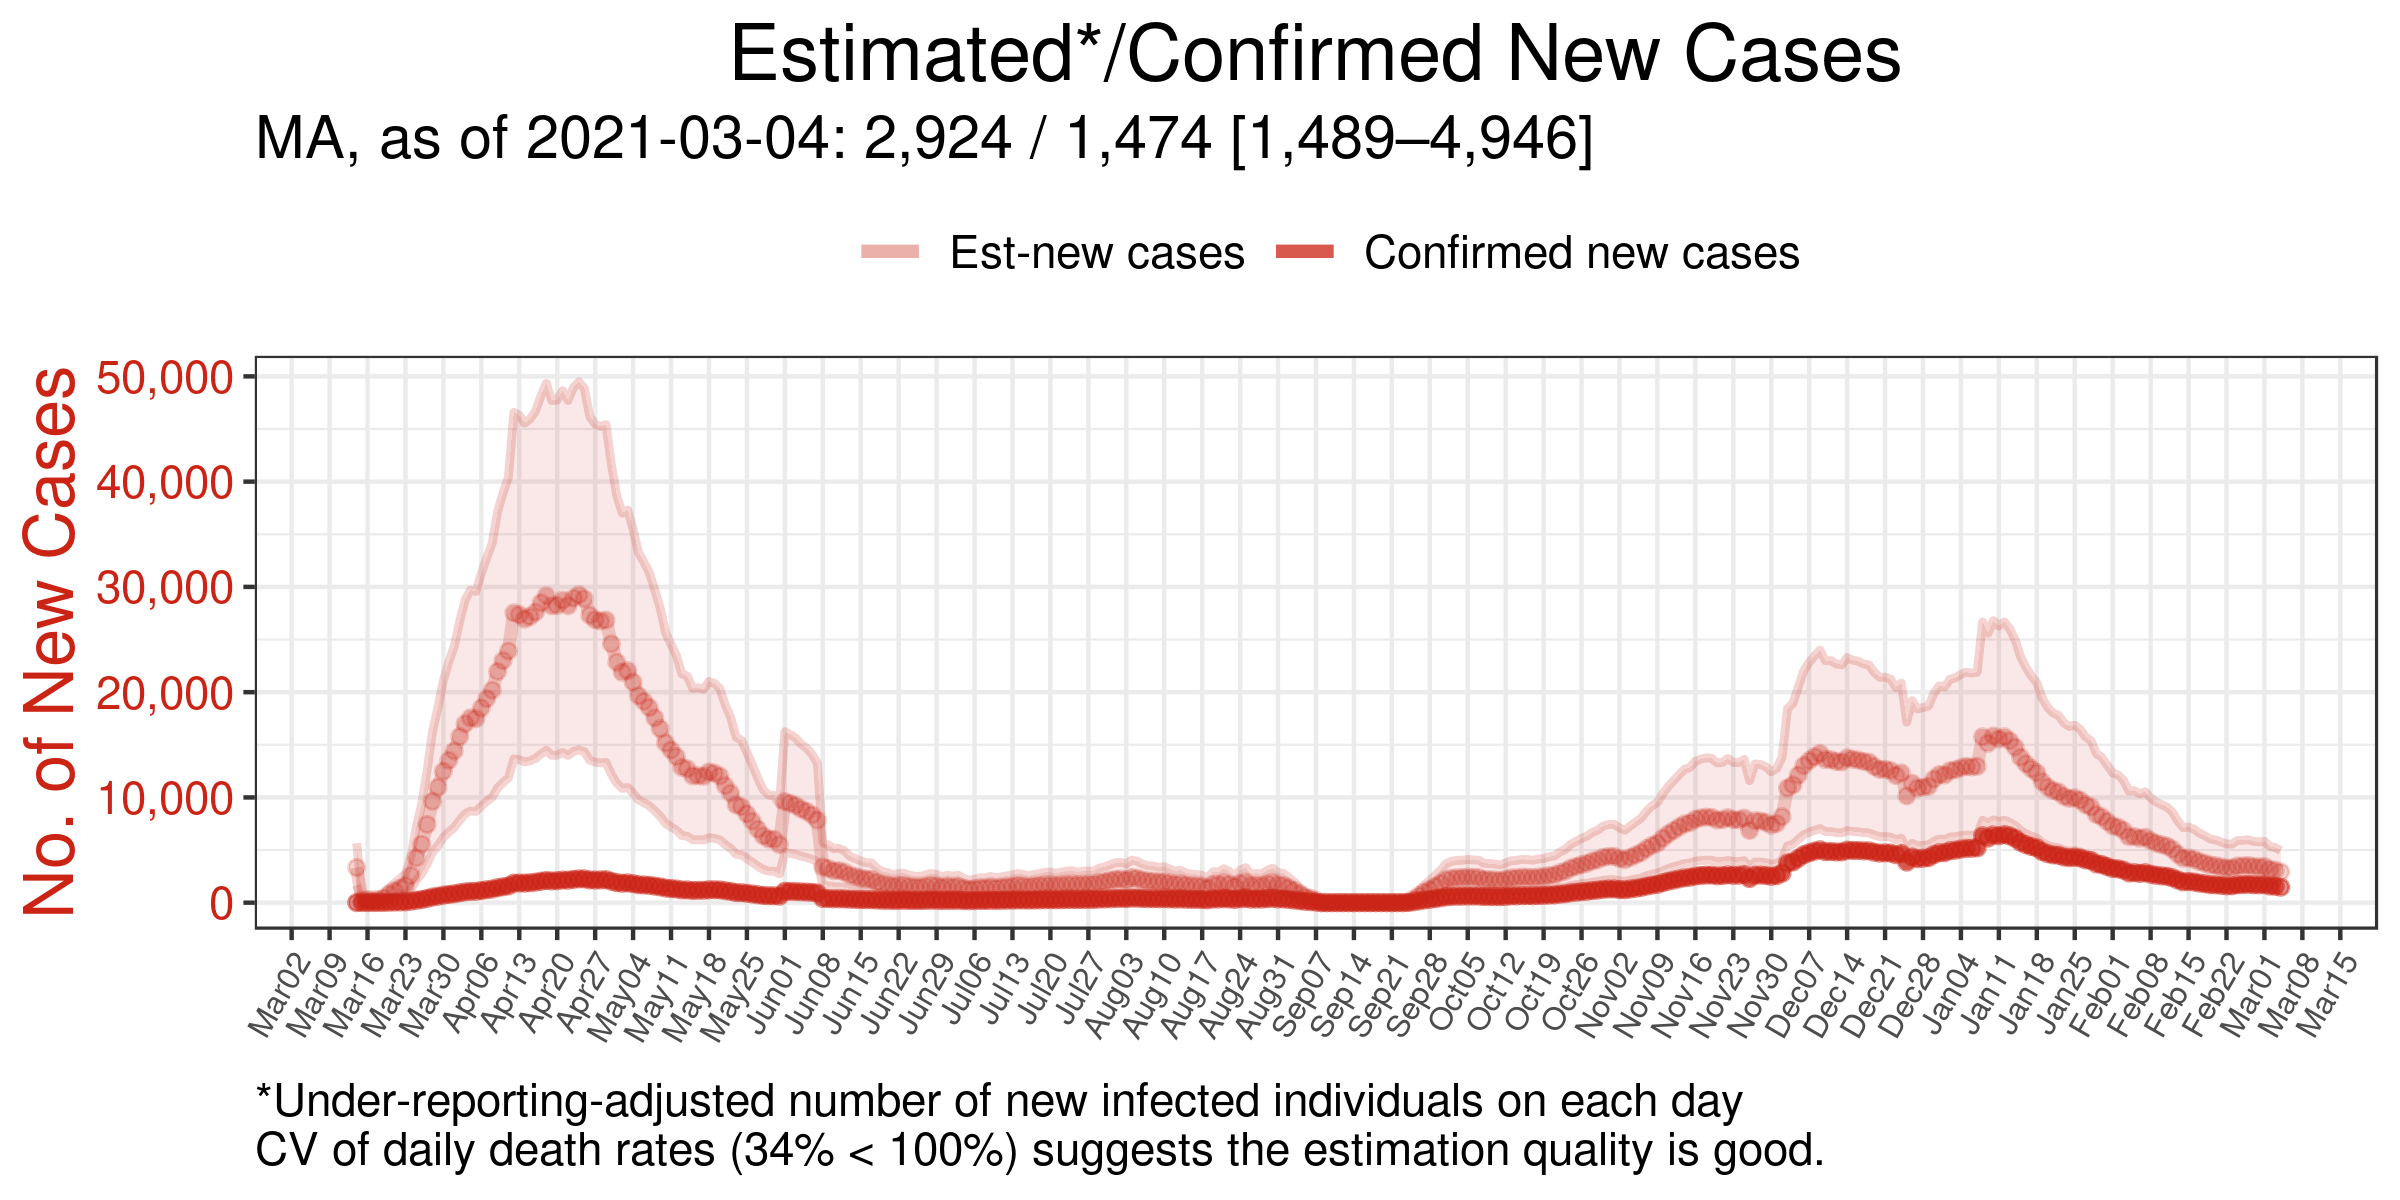 Estimated*/Confirmed New Cases
MA, as of 2021-03-04: 2,924 / 1,474 [1,489–4,946]
Est-new cases Confirmed new cases
No. of New Cases
50,000
40,000
30,000
20,000
10,000
0
Mar02 Mar09 Mar16 Mar23 Mar30 Apr06 Apr13 Apr20 Apr27 May04 May11 May18 May25 Jun01 Jun08 Jun15 Jun22 Jun29 Jul06 Jul13 Jul20 Jul27 Aug03 Aug10 Aug17 Aug24 Aug31 Sep07 Sep14 Sep21 Sep28 Oct05 Oct12 Oct19 Oct26 Nov02 Nov09 Nov16 Nov23 Nov30 Dec07 Dec14 Dec21 Dec28 Jan04 Jan11 Jan18 Jan25 Feb01 Feb08 Feb15 Feb22 Mar01 Mar08 Mar15
*Under-reporting-adjusted number of new infected individuals on each day
CV of daily death rates (34% < 100%) suggests the estimation quality is good.